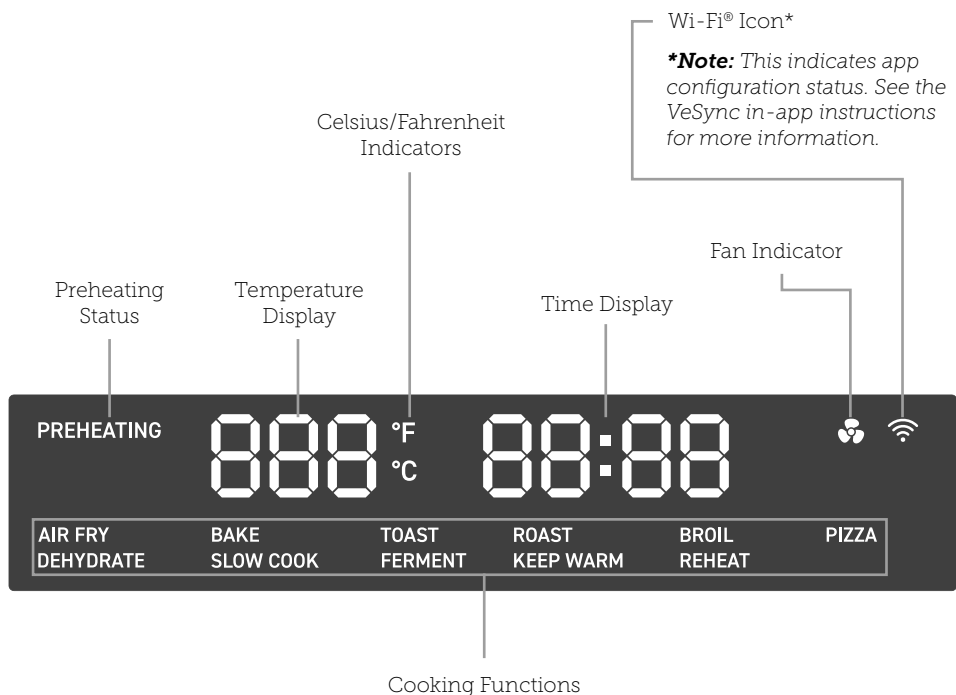 Wi-Fi® Icon*
*Note: This indicates app
configuration status. See the
VeSync in-app instructions
for more information.
Celsius/Fahrenheit
Indicators
Fan Indicator
Preheating
Status
Temperature
Display
Time Display
PREHEATING
888
°F
°C
88:88
AIR FRY BAKE TOAST ROAST BROIL PIZZA
DEHYDRATE SLOW COOK FERMENT KEEP WARM REHEAT
Cooking Functions